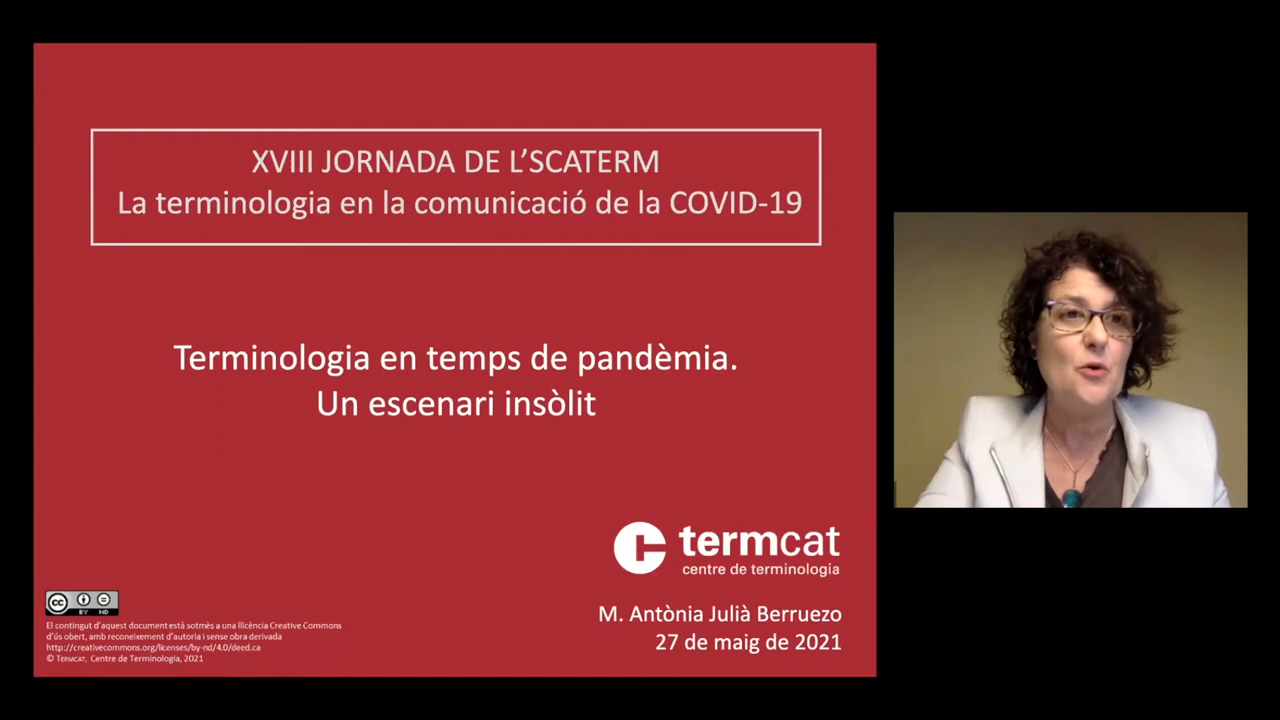 XVIII JORNADA DE L’SCATERM
La terminologia en la comunicació de la COVID-19
Terminologia en temps de pandèmia.
Un escenari insòlit
termcat
centre de terminologia
M. Antònia Julià Berruezo
27 de maig de 2021
cc
BY ND
El contingut d'aquest document està sotmès a una llicència Creative Commons
d'ús obert, amb reconeixement d'autoria i sense obra derivada
http://creativecommons.org/licenses/by-nd/4.0/deed.ca
© TERMCAT, Centre de Terminologia, 2021